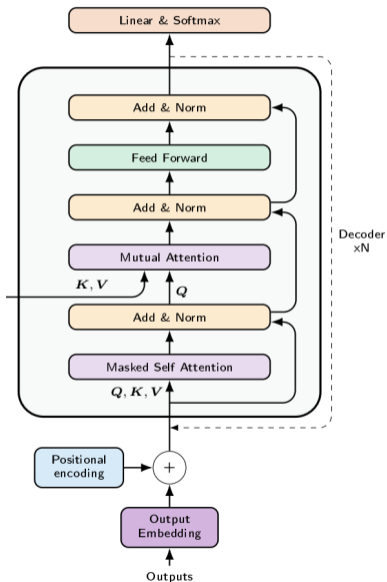 Linear & Softmax
Add & Norm
Feed Forward
Add & Norm
Decoder
xN
Mutual Attention
K, V
Q
Add & Norm
Masked Self Attention
Q, K, V
Positional
encoding
+
Output
Embedding
Outputs